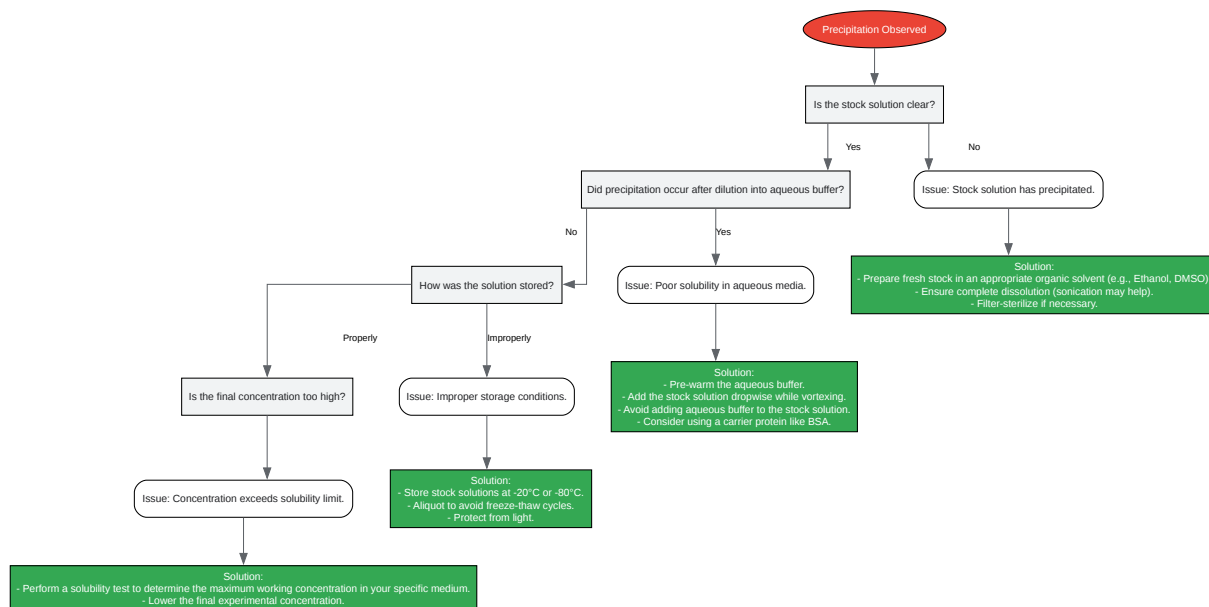 Precipitation Observed
Is the stock solution clear?
Yes
No
Did precipitation occur after dilution into aqueous buffer?
Issue: Stock solution has precipitated.
No
Yes
Solution:
- Prepare fresh stock in an appropriate organic solvent (e.g., Ethanol, DMSO)
- Ensure complete dissolution (sonication may help).
- Filter-sterilize if necessary.
How was the solution stored?
Issue: Poor solubility in aqueous media.
Properly
Improperly
Solution:
- Pre-warm the aqueous buffer.
- Add the stock solution dropwise while vortexing.
- Avoid adding aqueous buffer to the stock solution.
- Consider using a carrier protein like BSA.
Is the final concentration too high?
Issue: Improper storage conditions.
Issue: Concentration exceeds solubility limit.
Solution:
- Store stock solutions at -20°C or -80°C.
- Aliquot to avoid freeze-thaw cycles.
- Protect from light.
Solution:
- Perform a solubility test to determine the maximum working concentration in your specific medium.
- Lower the final experimental concentration.